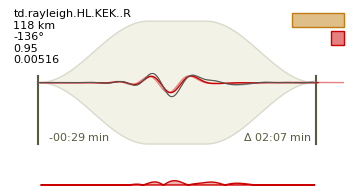 td.rayleigh.HL.KEK..R
118 km
-136°
0.95
0.00516
-00:29 min
Δ 02:07 min